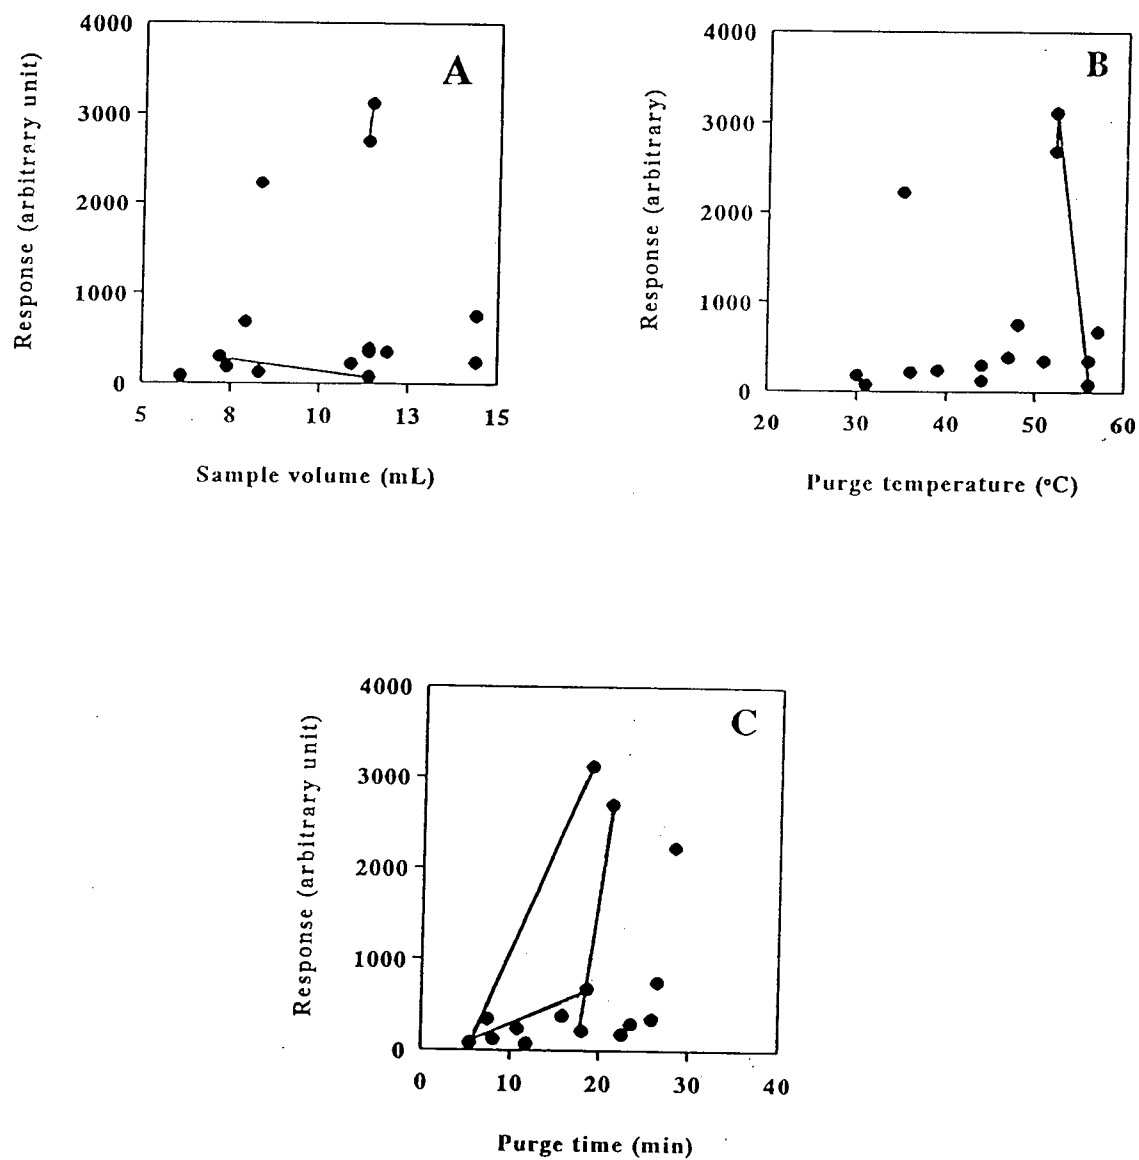 4000
3000
2000
1000
0
Response (arbitrary unit)
A
5 8 10 13 15
Sample volume (mL)
4000
3000
2000
1000
0
Response (arbitrary)
B
20 30 40 50 60
Purge temperature (°C)
4000
3000
2000
1000
0
Response (arbitrary unit)
C
0 10 20 30 40
Purge time (min)